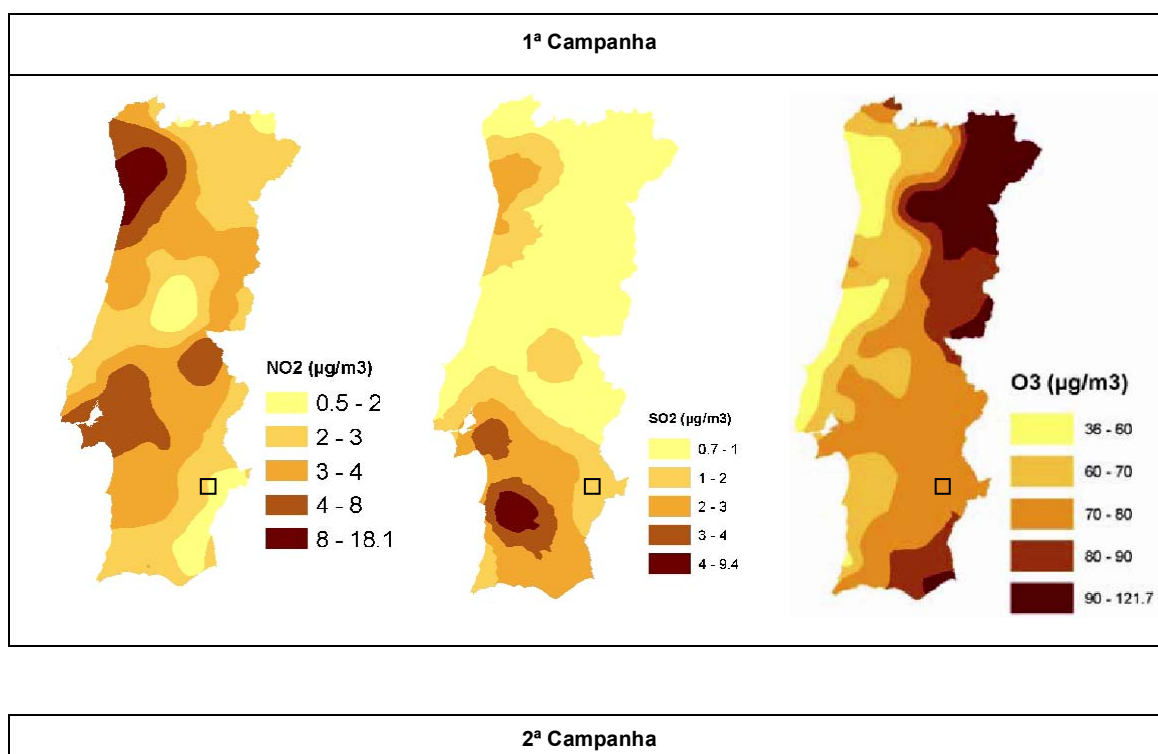 1ª Campanha
NO2 (µg/m3)
0.5 - 2
2 - 3
3 - 4
4 - 8
8 - 18.1
SO2 (µg/m3)
0.7 - 1
1 - 2
2 - 3
3 - 4
4 - 9.4
O3 (µg/m3)
36 - 60
60 - 70
70 - 80
80 - 90
90 - 121.7
2ª Campanha